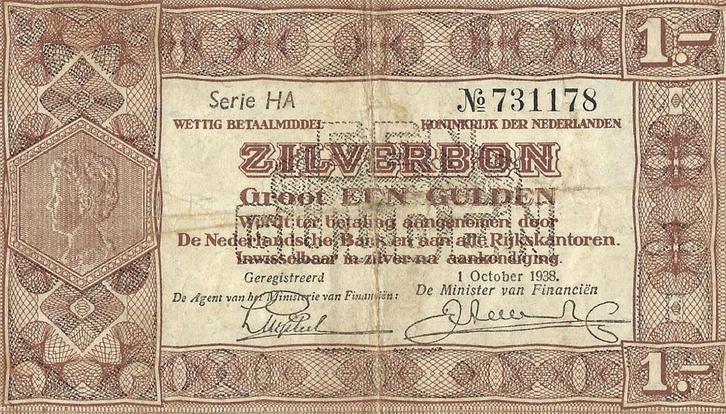 1.-
Serie HA № 731178
WETTIG BETAALMIDDEL KONINKRIJK DER NEDERLANDEN
ZILVERBON
Groot EEN GULDEN
Wordt ter betaling aangenomen door
De Nederlandsche Bank en aan alle Rijkskantoren.
Inwisselbaar in zilver na aankondiging.
Geregistreerd 1 October 1938.
De Agent van het Ministerie van Financiën: De Minister van Financiën
1.-